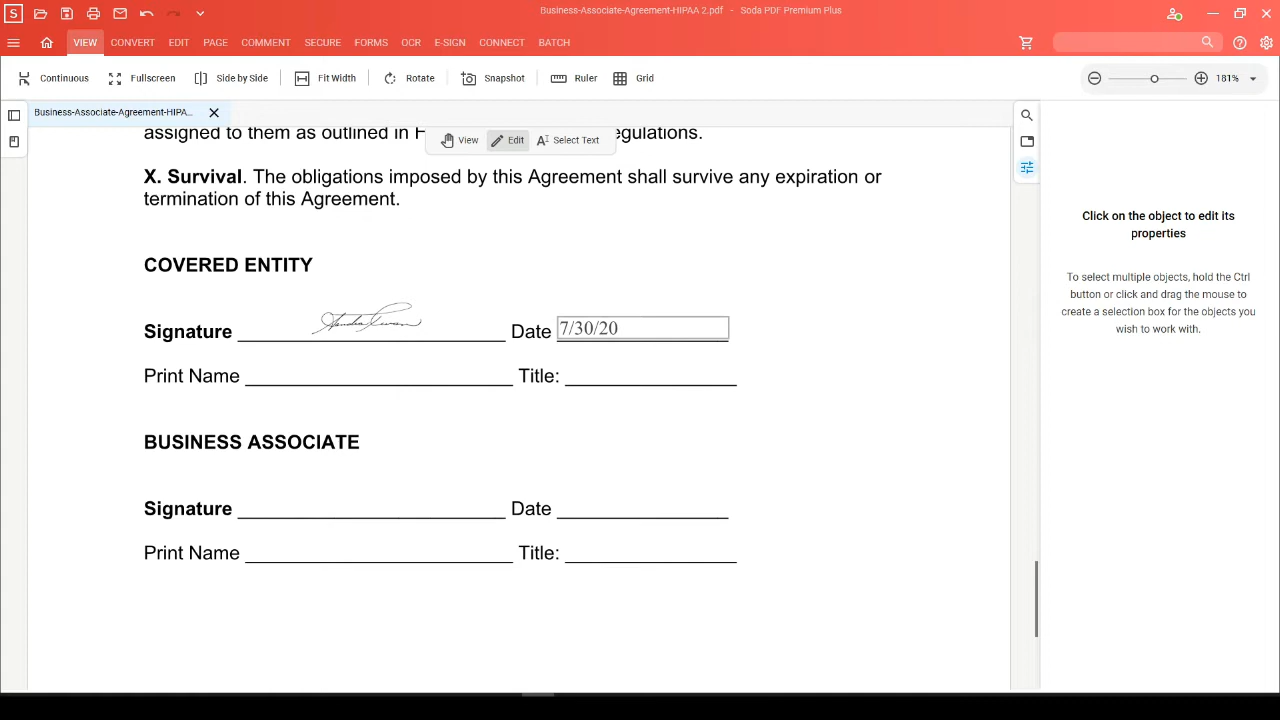 S Business-Associate-Agreement-HIPAA 2.pdf - Soda PDF Premium Plus
VIEW CONVERT EDIT PAGE COMMENT SECURE FORMS OCR E-SIGN CONNECT BATCH
Continuous Fullscreen Side by Side Fit Width Rotate Snapshot Ruler Grid 181%
Business-Associate-Agreement-HIPA...
View Edit Select Text
assigned to them as outlined in egulations.
X. Survival. The obligations imposed by this Agreement shall survive any expiration or
termination of this Agreement.
COVERED ENTITY
Signature Date 7/30/20
Print Name Title:
BUSINESS ASSOCIATE
Signature Date
Print Name Title:
Click on the object to edit its
properties
To select multiple objects, hold the Ctrl
button or click and drag the mouse to
create a selection box for the objects you
wish to work with.